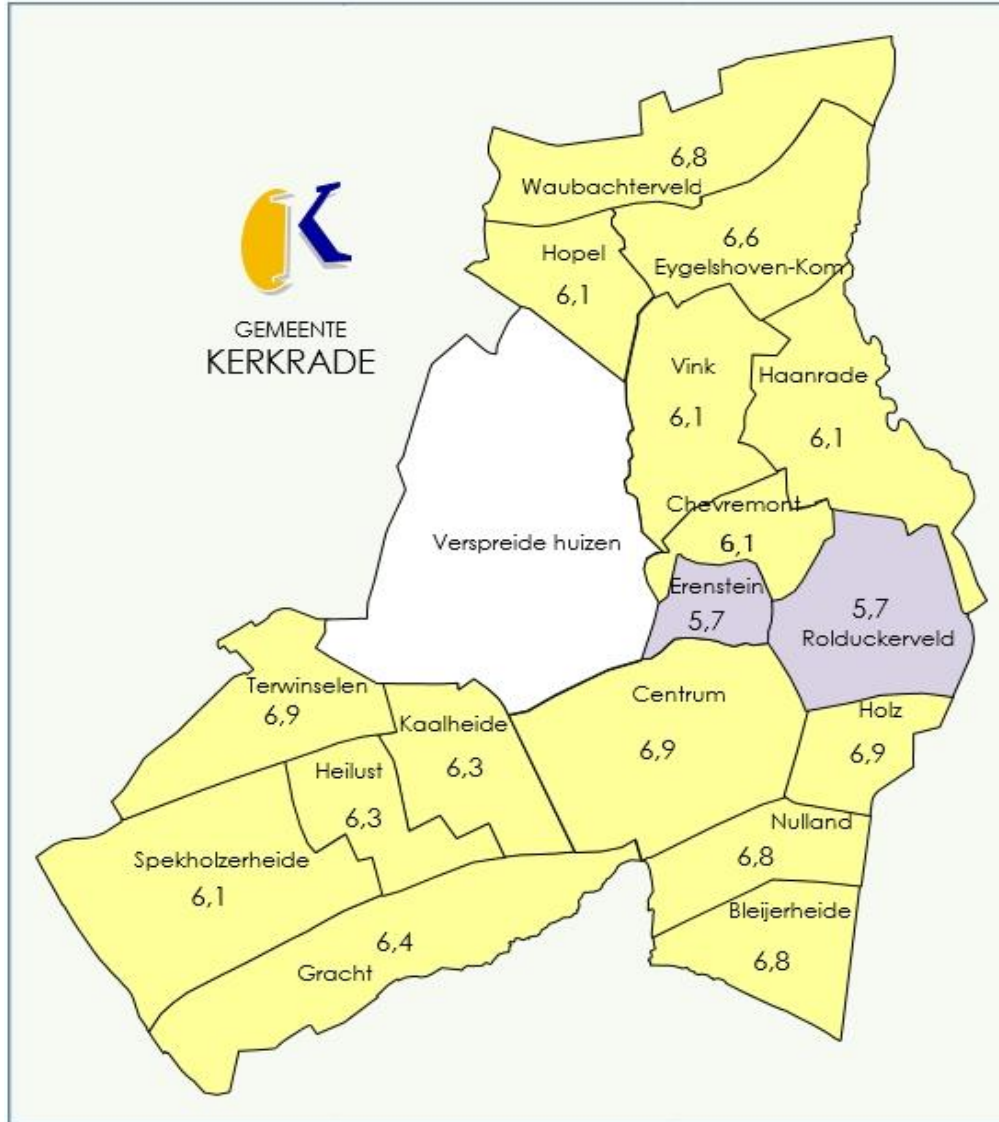 6,8
Waubachterveld
Hopel
6,1
6,6
Eygelshoven-Kom
GEMEENTE
KERKRADE
Vink
6,1
Haanrade
6,1
Chevremont
6,1
Verspreide huizen
Erenstein
5,7
5,7
Rolduckerveld
Terwinselen
6,9
Kaalheide
6,3
Centrum
6,9
Holz
6,9
Heilust
6,3
Nulland
6,8
Spekholzerheide
6,1
Bleijerheide
6,8
6,4
Gracht